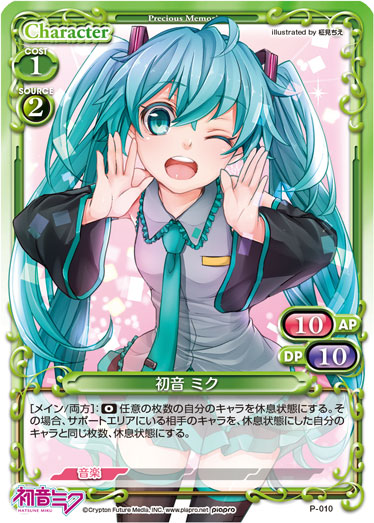 Precious Memories
Character
illustrated by 柾見ちえ
COST
1
SOURCE
2
10 AP
DP 10
初音 ミク
[メイン/両方]:任意の枚数の自分のキャラを休息状態にする。そ
の場合、サポートエリアにいる相手のキャラを、休息状態にした自分の
キャラと同じ枚数、休息状態にする。
音楽
初音ミク
HATSUNE MIKU
©Crypton Future Media, INC. www.piapro.net piapro
P-010